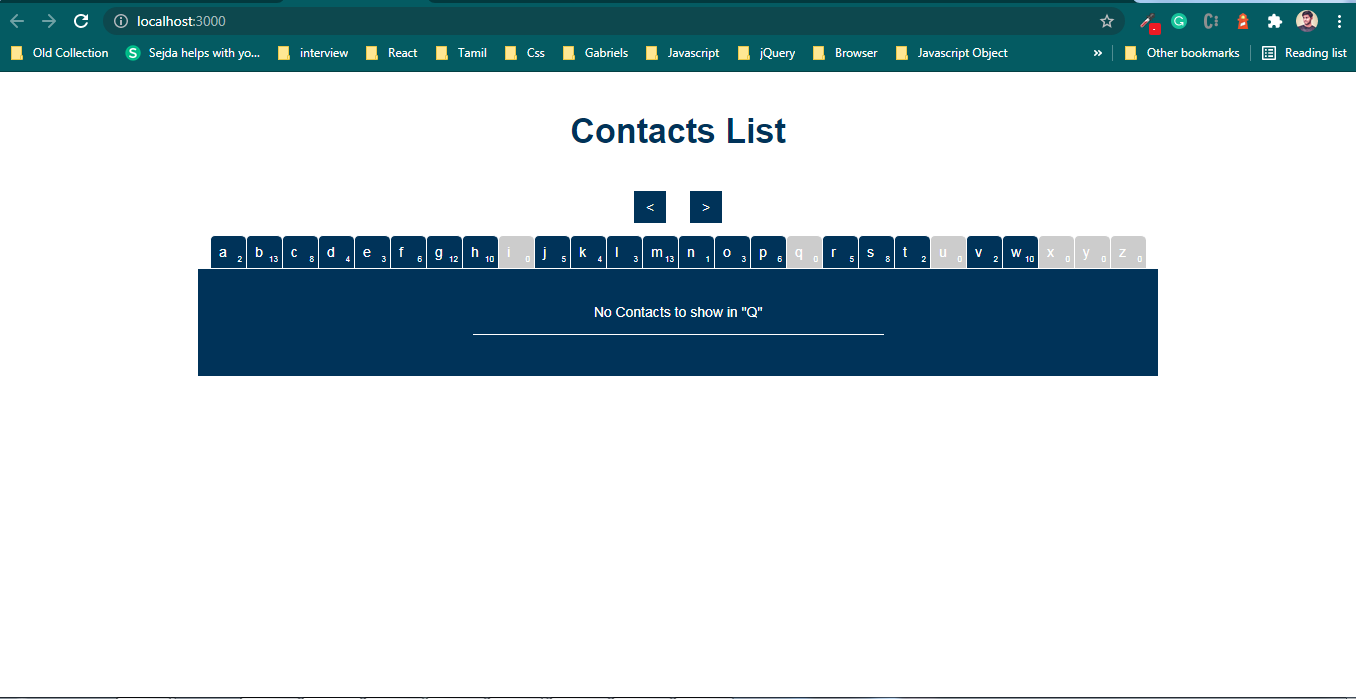 localhost:3000
Old Collection Sejda helps with yo... interview React Tamil Css Gabriels Javascript jQuery Browser Javascript Object » Other bookmarks Reading list
Contacts List
< >
a 2 b 13 c 8 d 4 e 3 f 6 g 12 h 10 i 0 j 5 k 4 l 3 m 13 n 1 o 3 p 6 q 0 r 5 s 8 t 2 u 0 v 2 w 10 x 0 y 0 z 0
No Contacts to show in "Q"